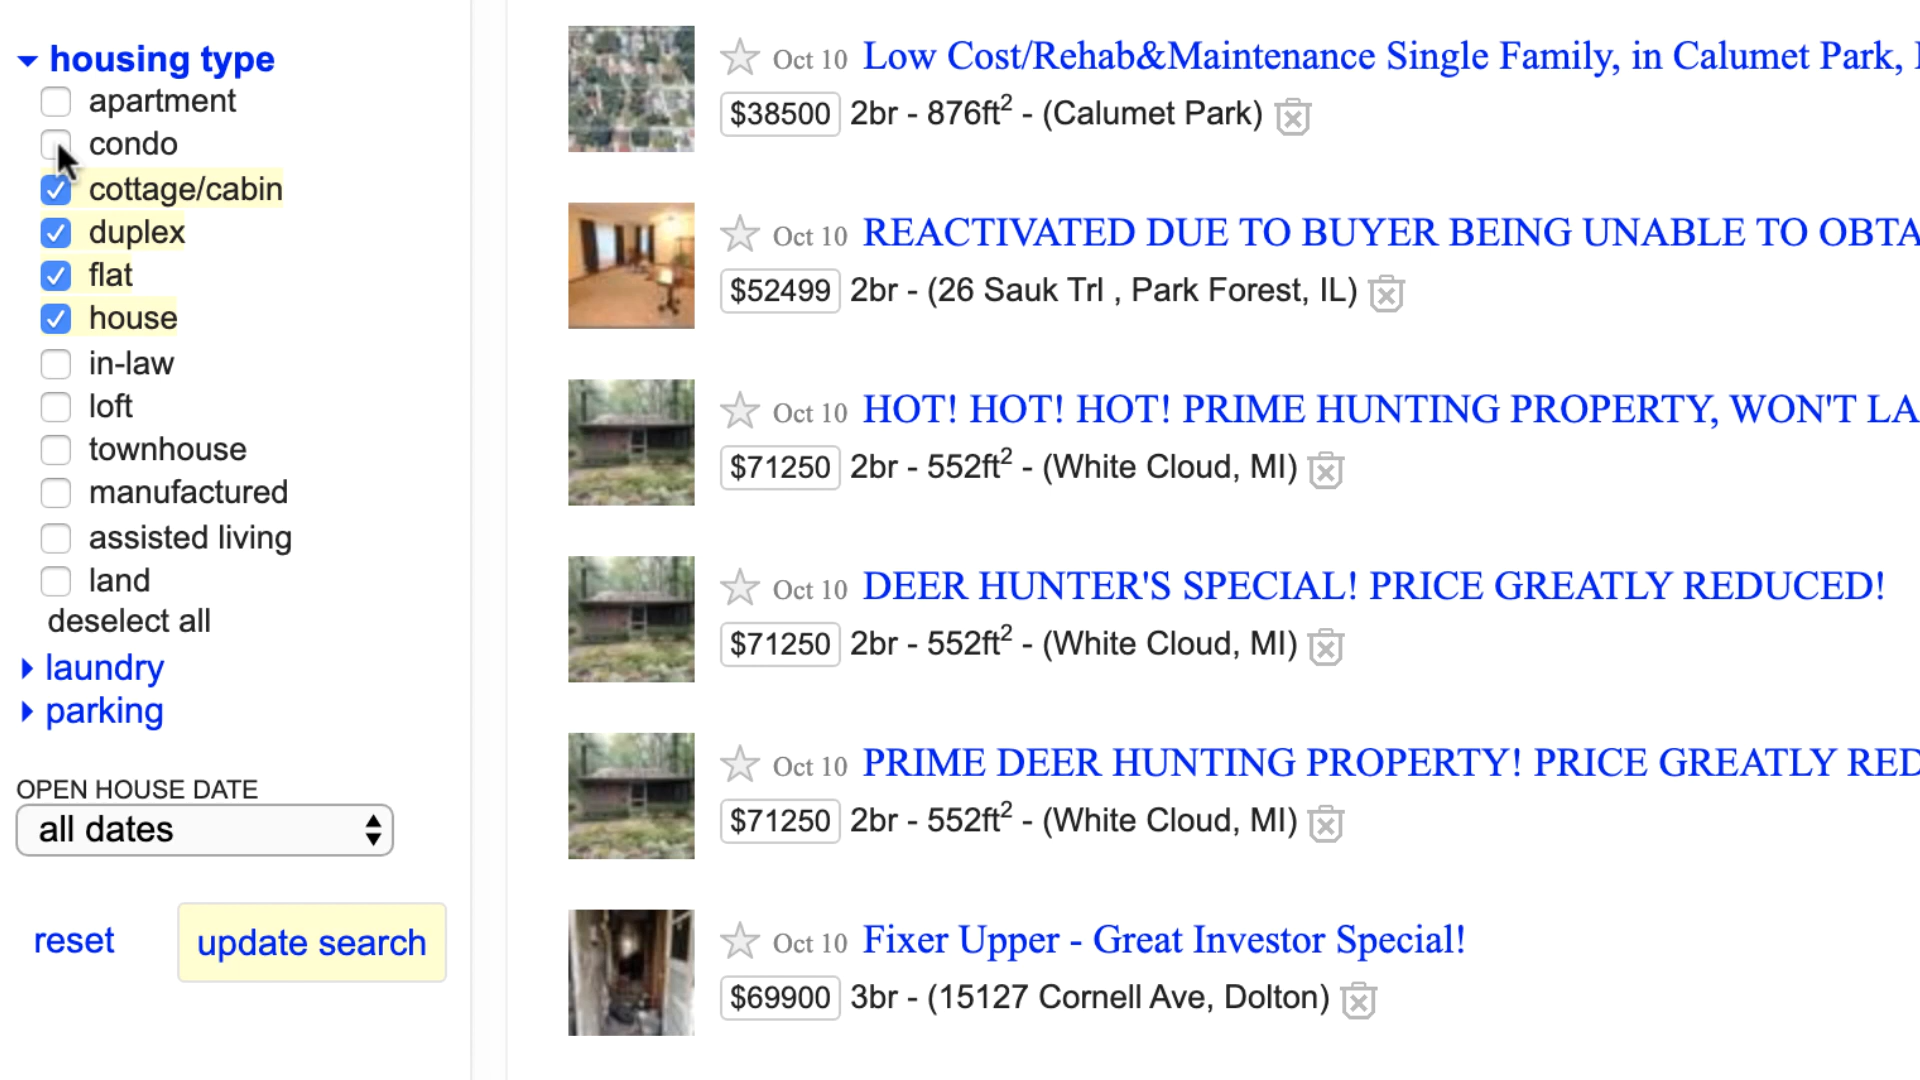 housing type
apartment
condo
cottage/cabin
duplex
flat
house
in-law
loft
townhouse
manufactured
assisted living
land
deselect all
laundry
parking
OPEN HOUSE DATE
all dates
reset
update search
Oct 10 Low Cost/Rehab&Maintenance Single Family, in Calumet Park,
$38500 2br - 876ft² - (Calumet Park)
Oct 10 REACTIVATED DUE TO BUYER BEING UNABLE TO OBTA
$52499 2br - (26 Sauk Trl , Park Forest, IL)
Oct 10 HOT! HOT! HOT! PRIME HUNTING PROPERTY, WON'T LA
$71250 2br - 552ft² - (White Cloud, MI)
Oct 10 DEER HUNTER'S SPECIAL! PRICE GREATLY REDUCED!
$71250 2br - 552ft² - (White Cloud, MI)
Oct 10 PRIME DEER HUNTING PROPERTY! PRICE GREATLY RED
$71250 2br - 552ft² - (White Cloud, MI)
Oct 10 Fixer Upper - Great Investor Special!
$69900 3br - (15127 Cornell Ave, Dolton)